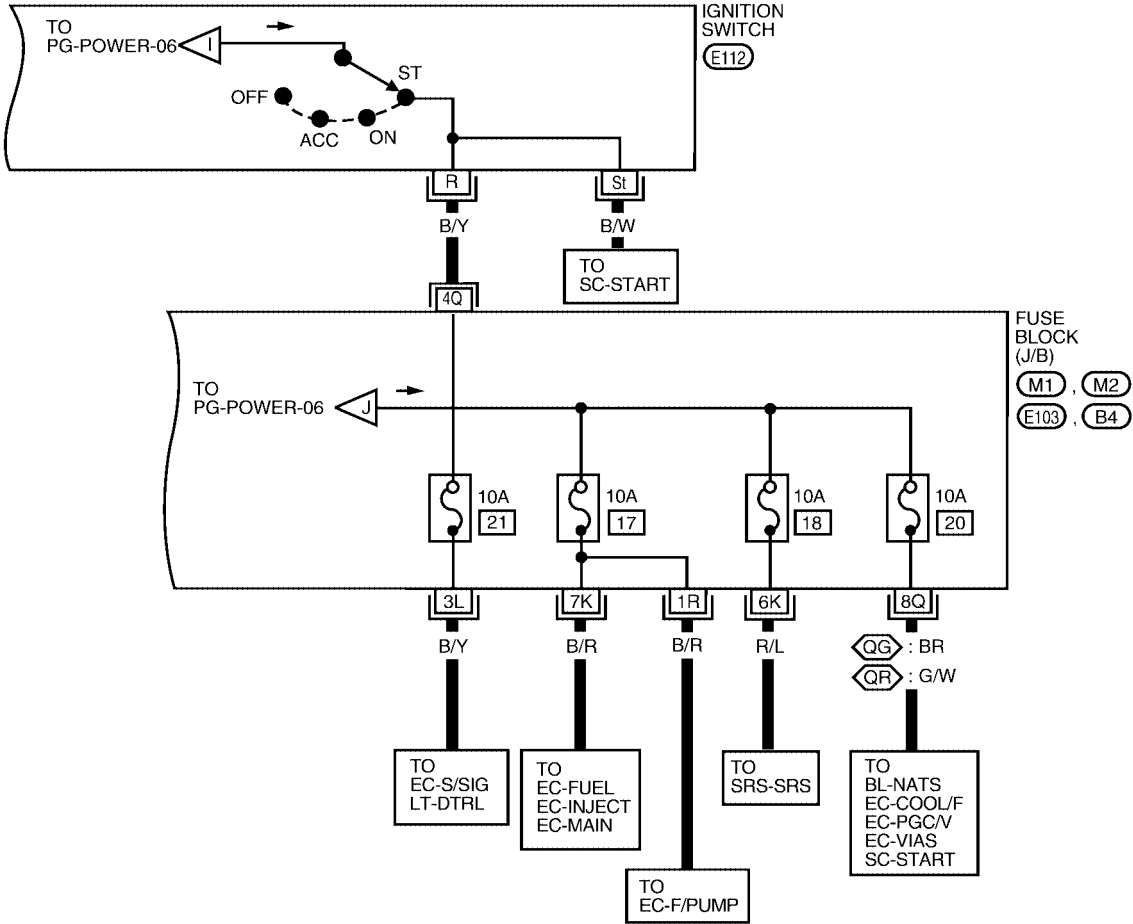 TO
PG-POWER-06
I
OFF
ACC
ON
ST
IGNITION
SWITCH
E112
R
St
B/Y
B/W
TO
SC-START
4Q
FUSE
BLOCK
(J/B)
M1 , M2
E103 , B4
TO
PG-POWER-06
J
10A
21
10A
17
10A
18
10A
20
3L
7K
1R
6K
8Q
B/Y
B/R
B/R
R/L
QG : BR
QR : G/W
TO
EC-S/SIG
LT-DTRL
TO
EC-FUEL
EC-INJECT
EC-MAIN
TO
EC-F/PUMP
TO
SRS-SRS
TO
BL-NATS
EC-COOL/F
EC-PGC/V
EC-VIAS
SC-START